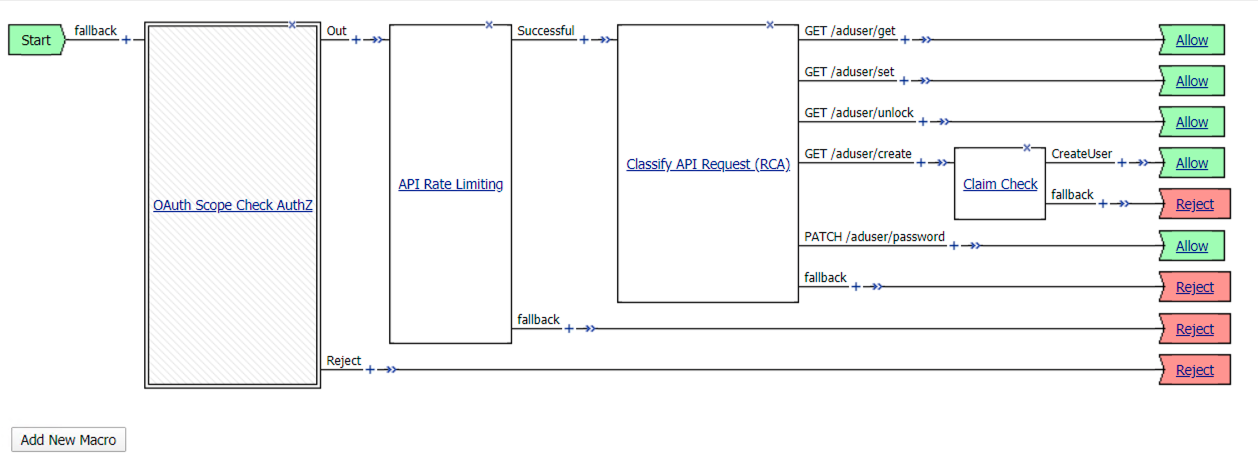 Start
fallback
OAuth Scope Check AuthZ
Out
API Rate Limiting
Successful
Classify API Request (RCA)
GET /aduser/get
Allow
GET /aduser/set
Allow
GET /aduser/unlock
Allow
GET /aduser/create
Claim Check
CreateUser
Allow
fallback
Reject
PATCH /aduser/password
Allow
fallback
Reject
fallback
Reject
Reject
Reject
Add New Macro